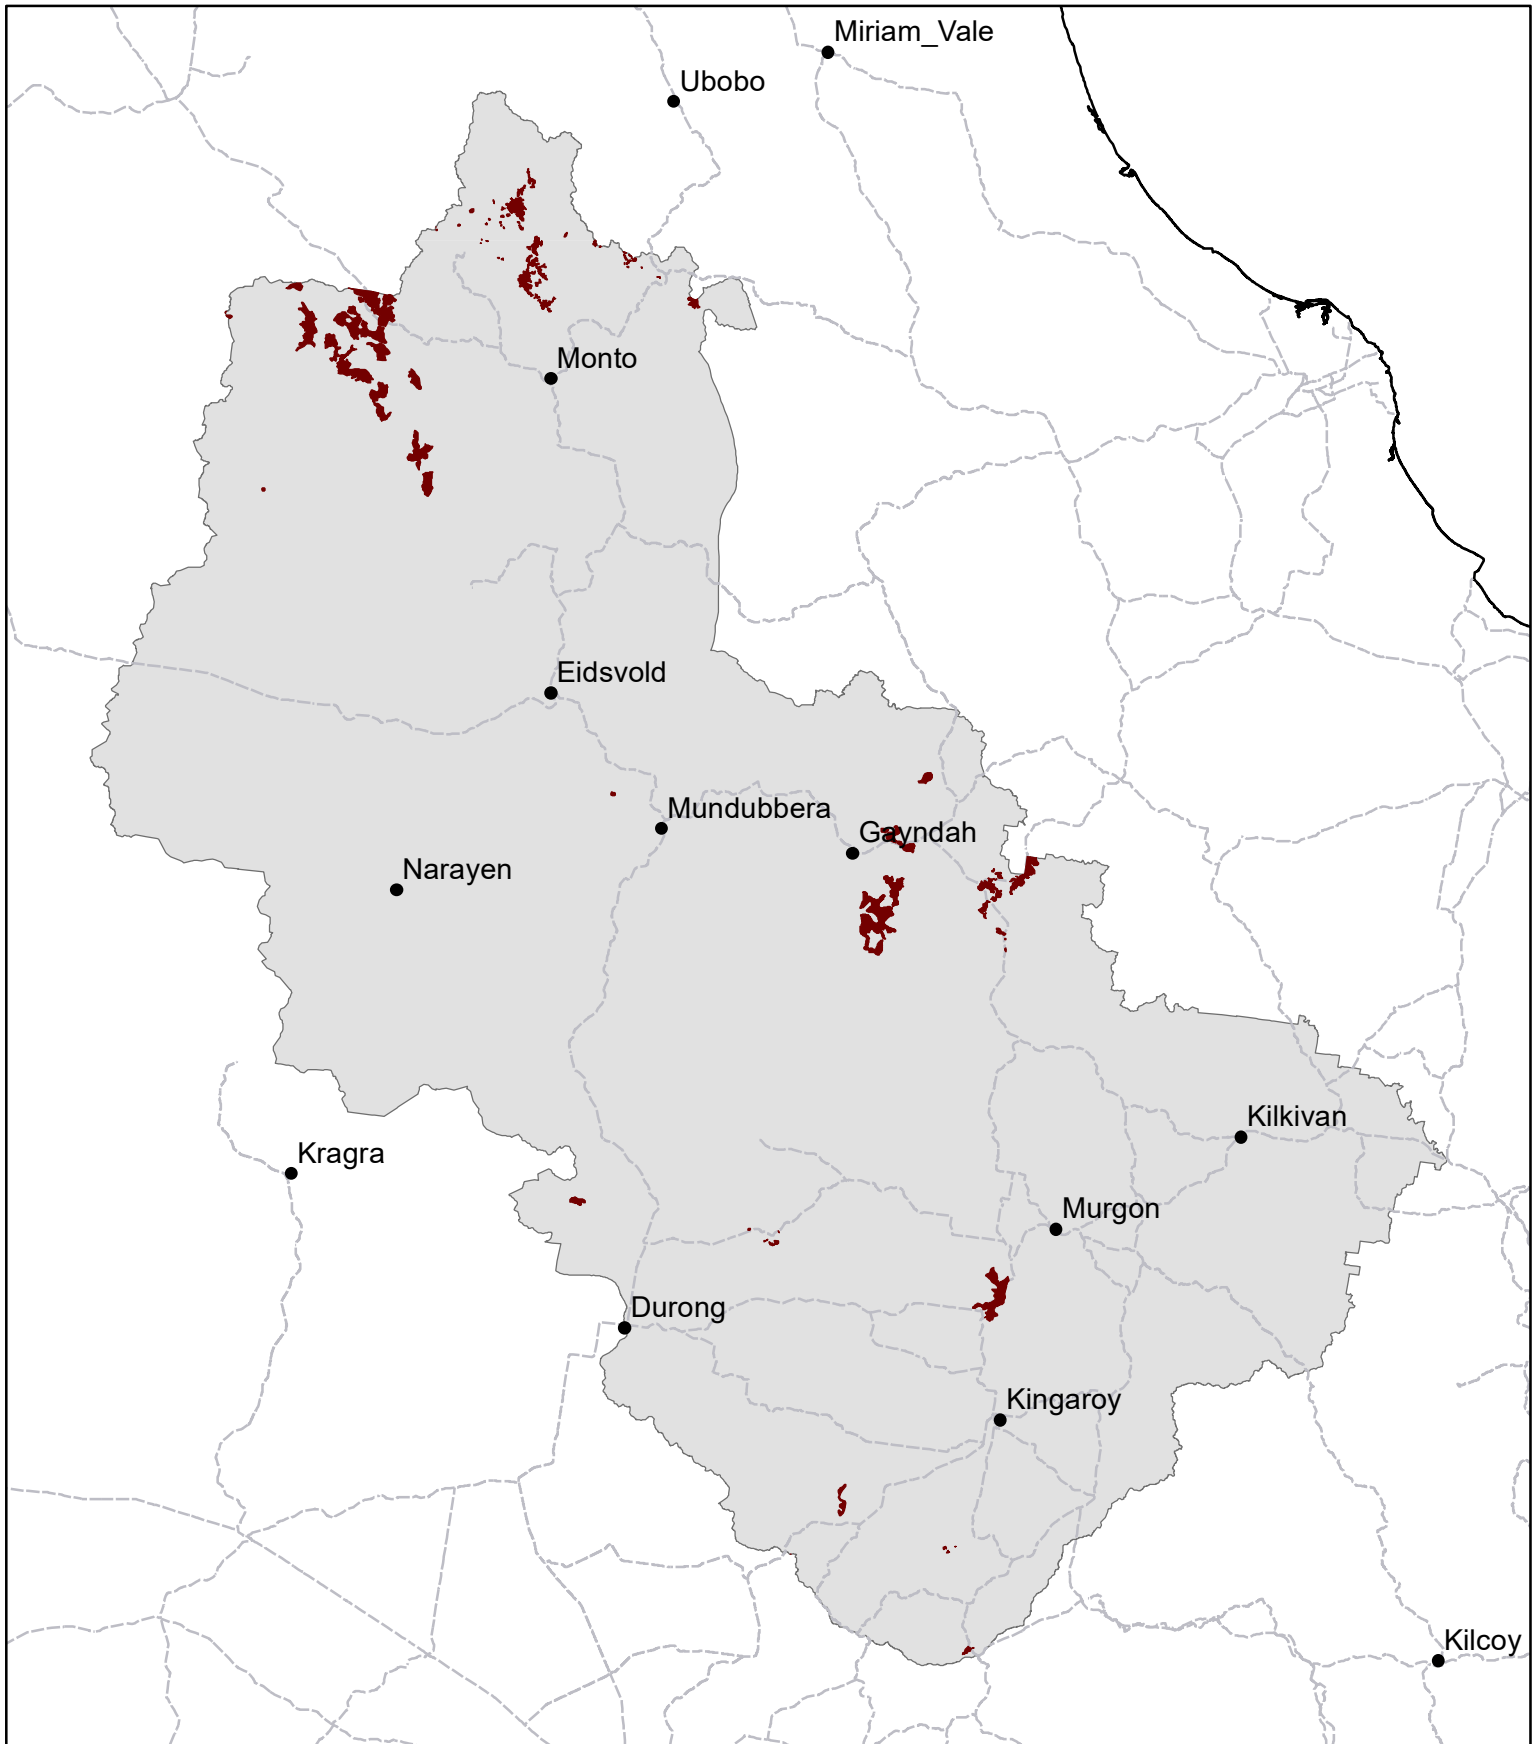 Miriam_Vale
Ubobo
Monto
Eidsvold
Mundubbera
Gayndah
Narayen
Kilkivan
Kragra
Murgon
Durong
Kingaroy
Kilcoy